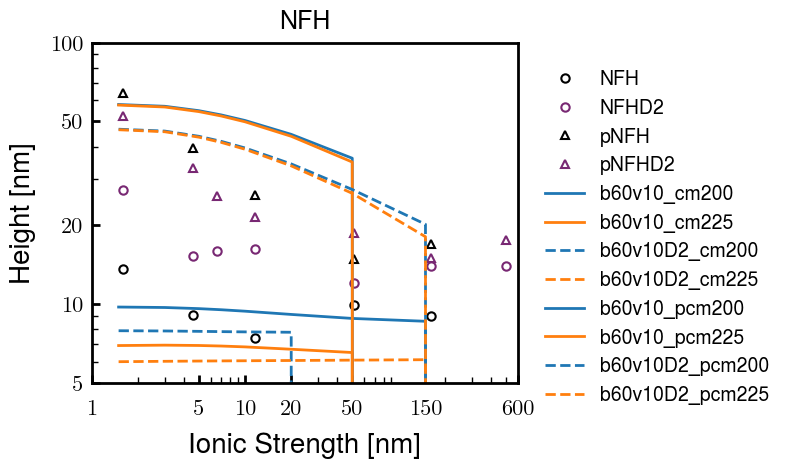 NFH
Height [nm]
100
50
20
10
5
1
5
10
20
50
150
600
Ionic Strength [nm]
NFH
NFHD2
pNFH
pNFHD2
b60v10_cm200
b60v10_cm225
b60v10D2_cm200
b60v10D2_cm225
b60v10_pcm200
b60v10_pcm225
b60v10D2_pcm200
b60v10D2_pcm225